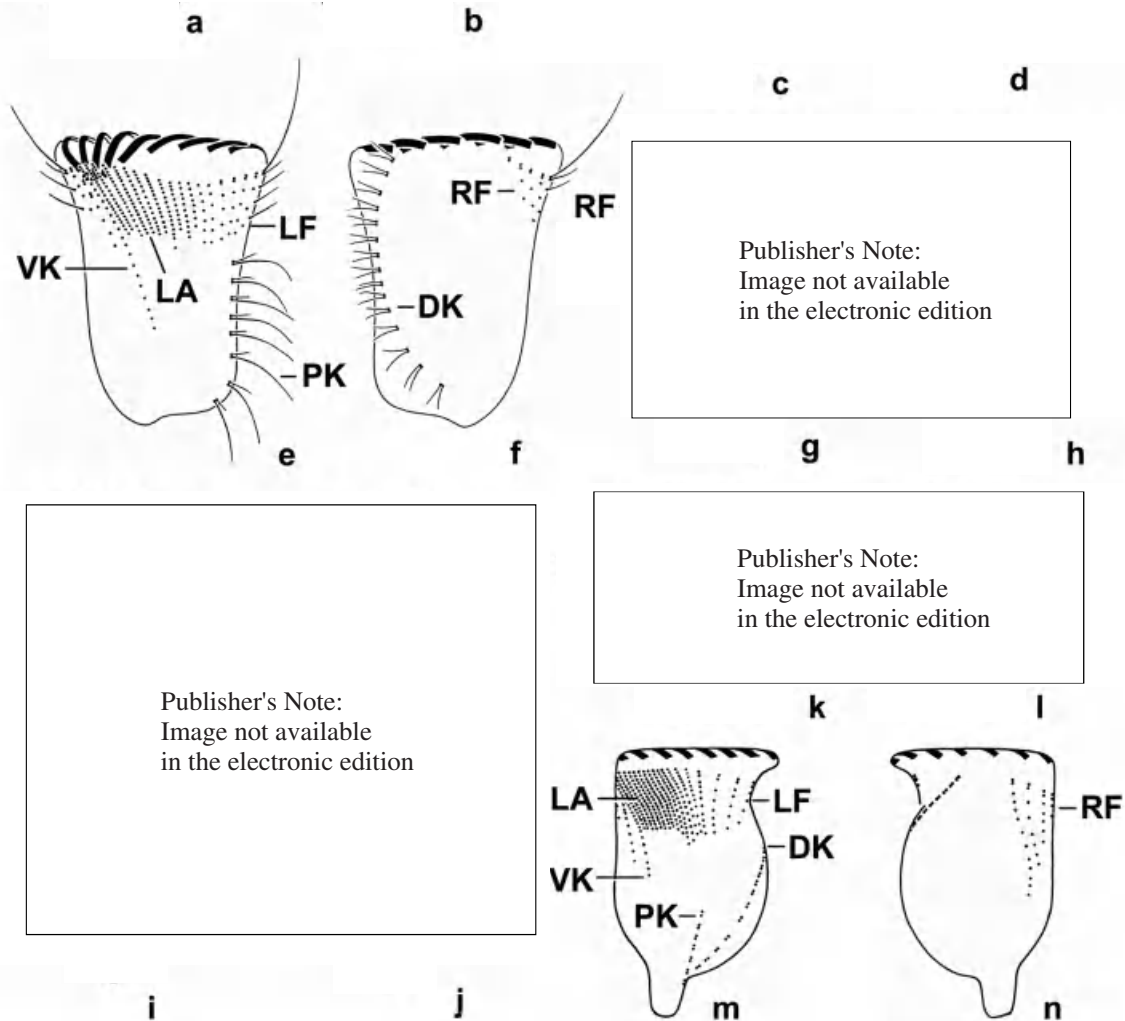 a
b
c
d
RF
RF
LF
VK
LA
DK
PK
Publisher's Note:
Image not available
in the electronic edition
e
f
g
h
Publisher's Note:
Image not available
in the electronic edition
Publisher's Note:
Image not available
in the electronic edition
k
l
LA
LF
RF
DK
VK
PK
i
j
m
n